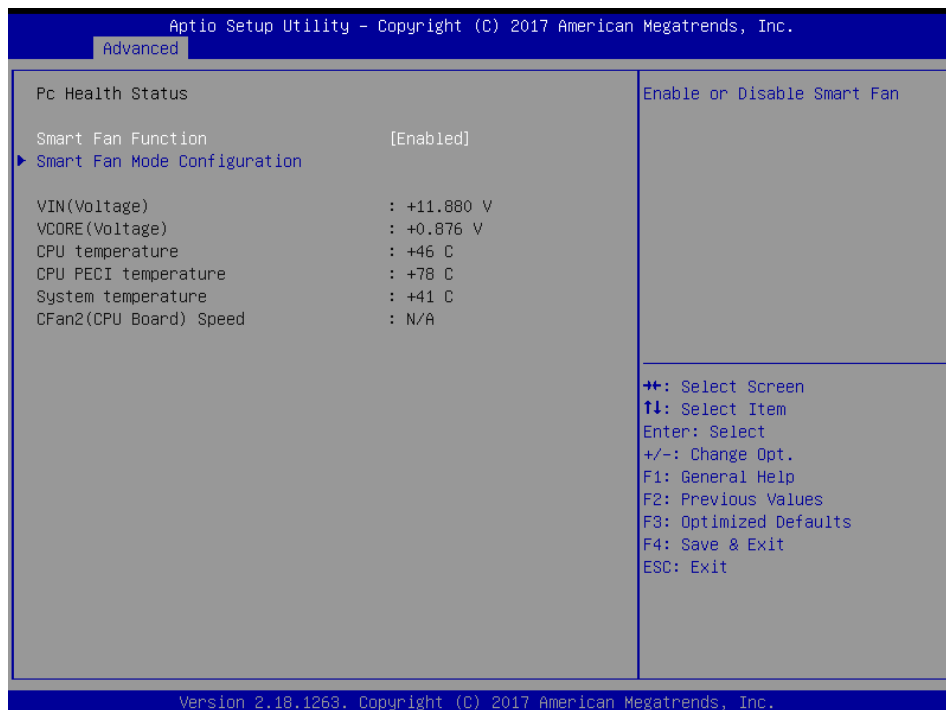 Aptio Setup Utility – Copyright (C) 2017 American Megatrends, Inc.
Advanced
Pc Health Status
Smart Fan Function [Enabled]
Smart Fan Mode Configuration
VIN(Voltage) : +11.880 V
VCORE(Voltage) : +0.876 V
CPU temperature : +46 C
CPU PECI temperature : +78 C
System temperature : +41 C
CFan2(CPU Board) Speed : N/A
Enable or Disable Smart Fan
→←: Select Screen
↑↓: Select Item
Enter: Select
+/-: Change Opt.
F1: General Help
F2: Previous Values
F3: Optimized Defaults
F4: Save & Exit
ESC: Exit
Version 2.18.1263. Copyright (C) 2017 American Megatrends, Inc.